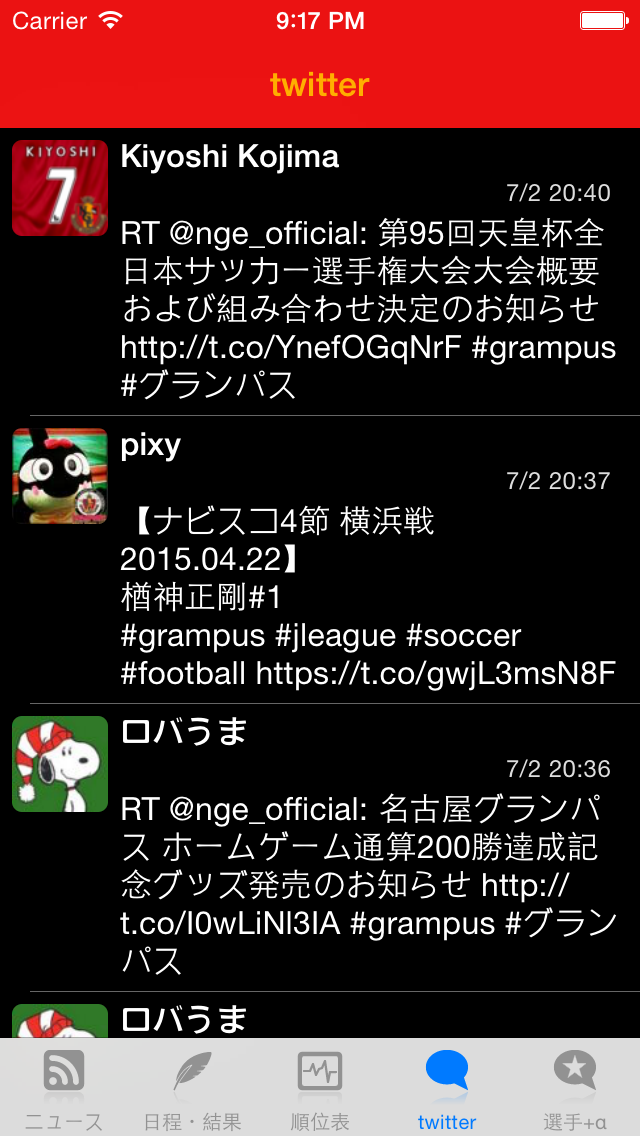 Carrier 9:17 PM
twitter
KIYOSHI
7
Kiyoshi Kojima
7/2 20:40
RT @nge_official: 第95回天皇杯全
日本サッカー選手権大会大会概要
および組み合わせ決定のお知らせ
http://t.co/YnefOGqNrF #grampus
#グランパス
pixy
7/2 20:37
【ナビスコ4節 横浜戦
2015.04.22】
楢神正剛#1
#grampus #jleague #soccer
#football https://t.co/gwjL3msN8F
ロバうま
7/2 20:36
RT @nge_official: 名古屋グランパ
ス ホームゲーム通算200勝達成記
念グッズ発売のお知らせ http://
t.co/I0wLiNl3IA #grampus #グラン
パス
ロバうま
ニュース 日程・結果 順位表 twitter 選手+α